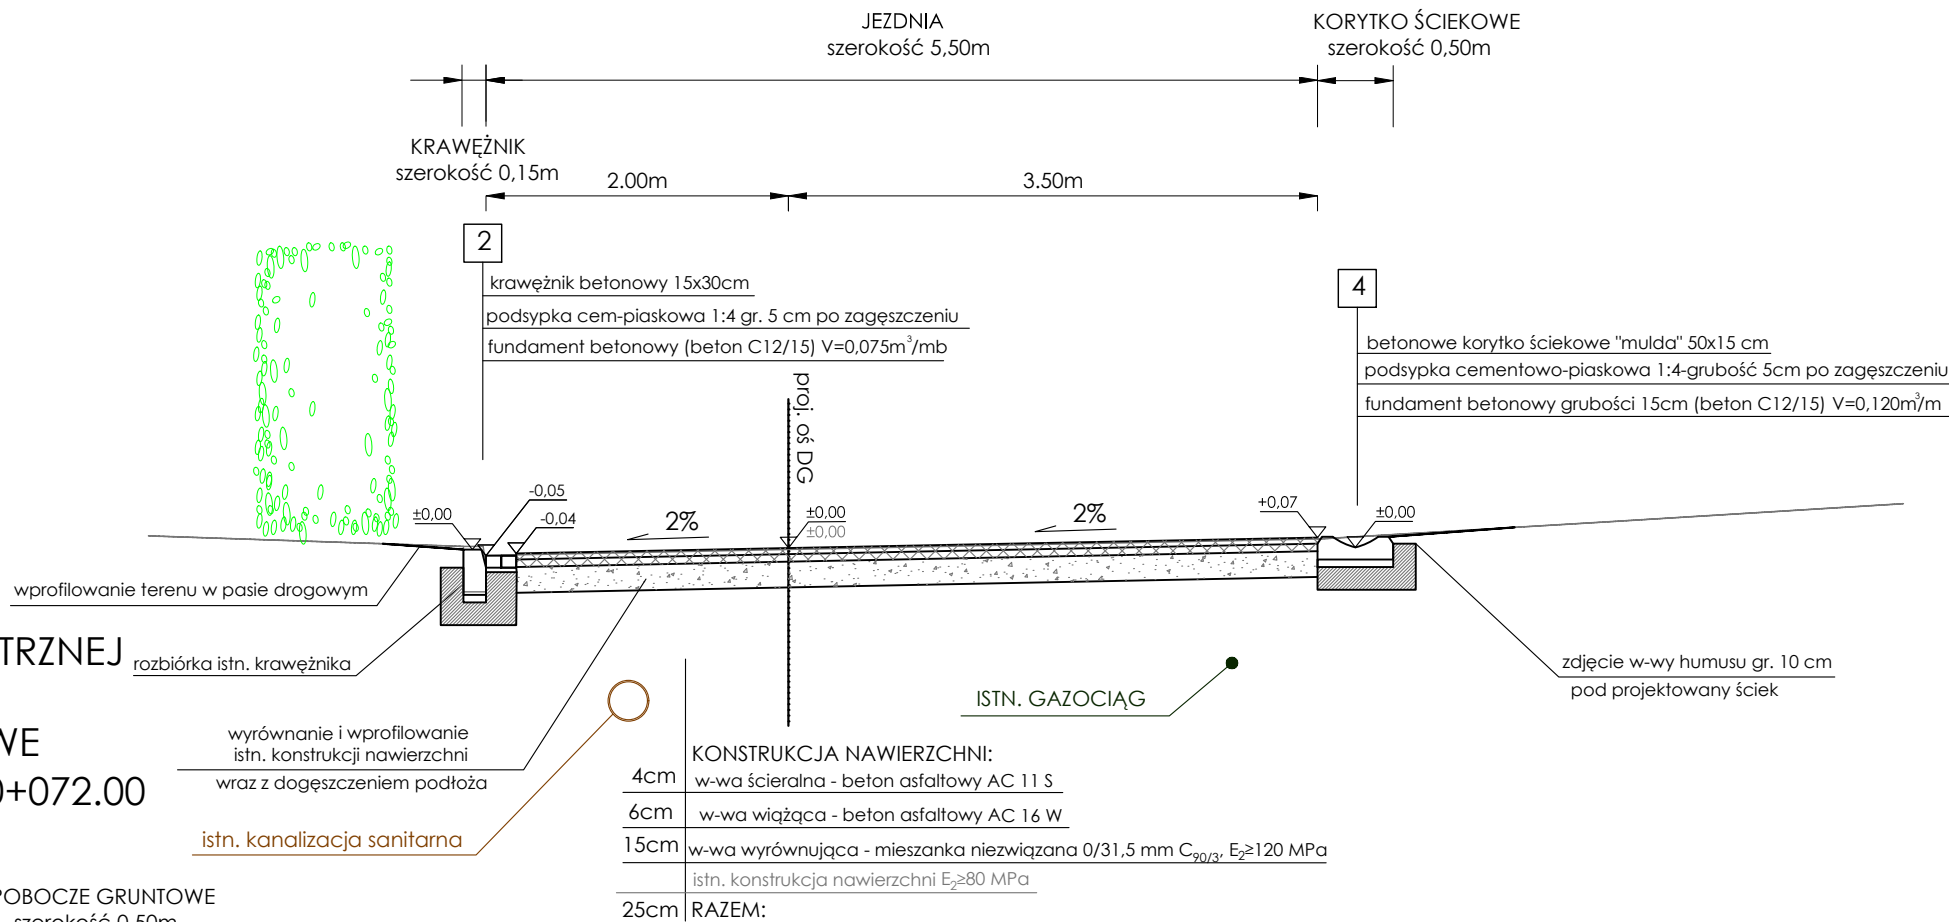 JEZDNIA
szerokość 5,50m
KORYTKO ŚCIEKOWE
szerokość 0,50m
KRAWĘŻNIK
szerokość 0,15m
2.00m
3.50m
2
krawężnik betonowy 15x30cm
podsypka cem-piaskowa 1:4 gr. 5 cm po zagęszczeniu
fundament betonowy (beton C12/15) V=0,075m³/mb
4
betonowe korytko ściekowe "mulda" 50x15 cm
podsypka cementowo-piaskowa 1:4-grubość 5cm po zagęszczeniu
fundament betonowy grubości 15cm (beton C12/15) V=0,120m³/m
proj. oś DG
±0,00
-0,05
-0,04
2%
±0,00
±0,00
2%
+0,07
±0,00
wprofilowanie terenu w pasie drogowym
TRZNEJ
rozbiórka istn. krawężnika
zdjęcie w-wy humusu gr. 10 cm
pod projektowany ściek
ISTN. GAZOCIĄG
WE
0+072.00
wyrównanie i wprofilowanie
istn. konstrukcji nawierzchni
wraz z dogęszczeniem podłoża
istn. kanalizacja sanitarna
KONSTRUKCJA NAWIERZCHNI:
4cm w-wa ścieralna - beton asfaltowy AC 11 S
6cm w-wa wiążąca - beton asfaltowy AC 16 W
15cm w-wa wyrównująca - mieszanka niezwiązana 0/31,5 mm C90/3, E2≥120 MPa
istn. konstrukcja nawierzchni E2≥80 MPa
25cm RAZEM:
POBOCZE GRUNTOWE
szerokość 0,50m